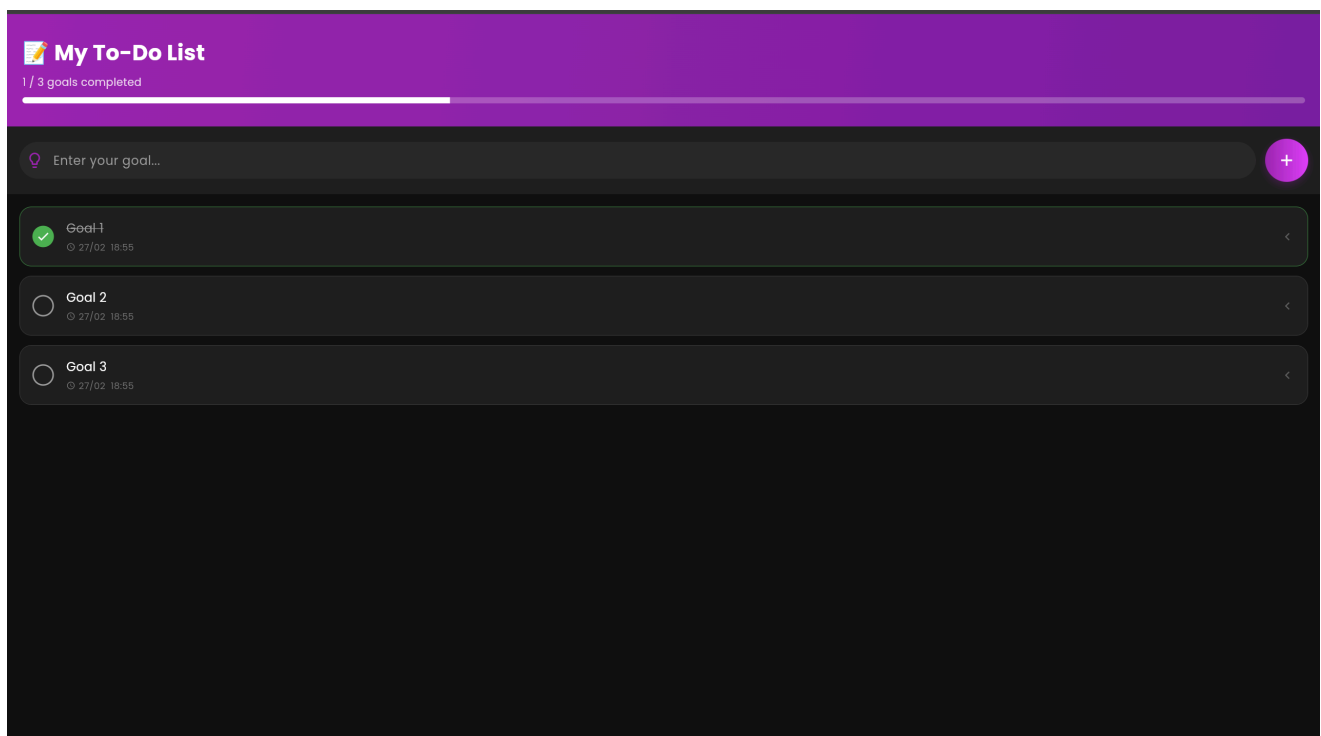 📝 My To-Do List
1 / 3 goals completed
Enter your goal...
+
Goal 1
27/02 18:55
Goal 2
27/02 18:55
Goal 3
27/02 18:55